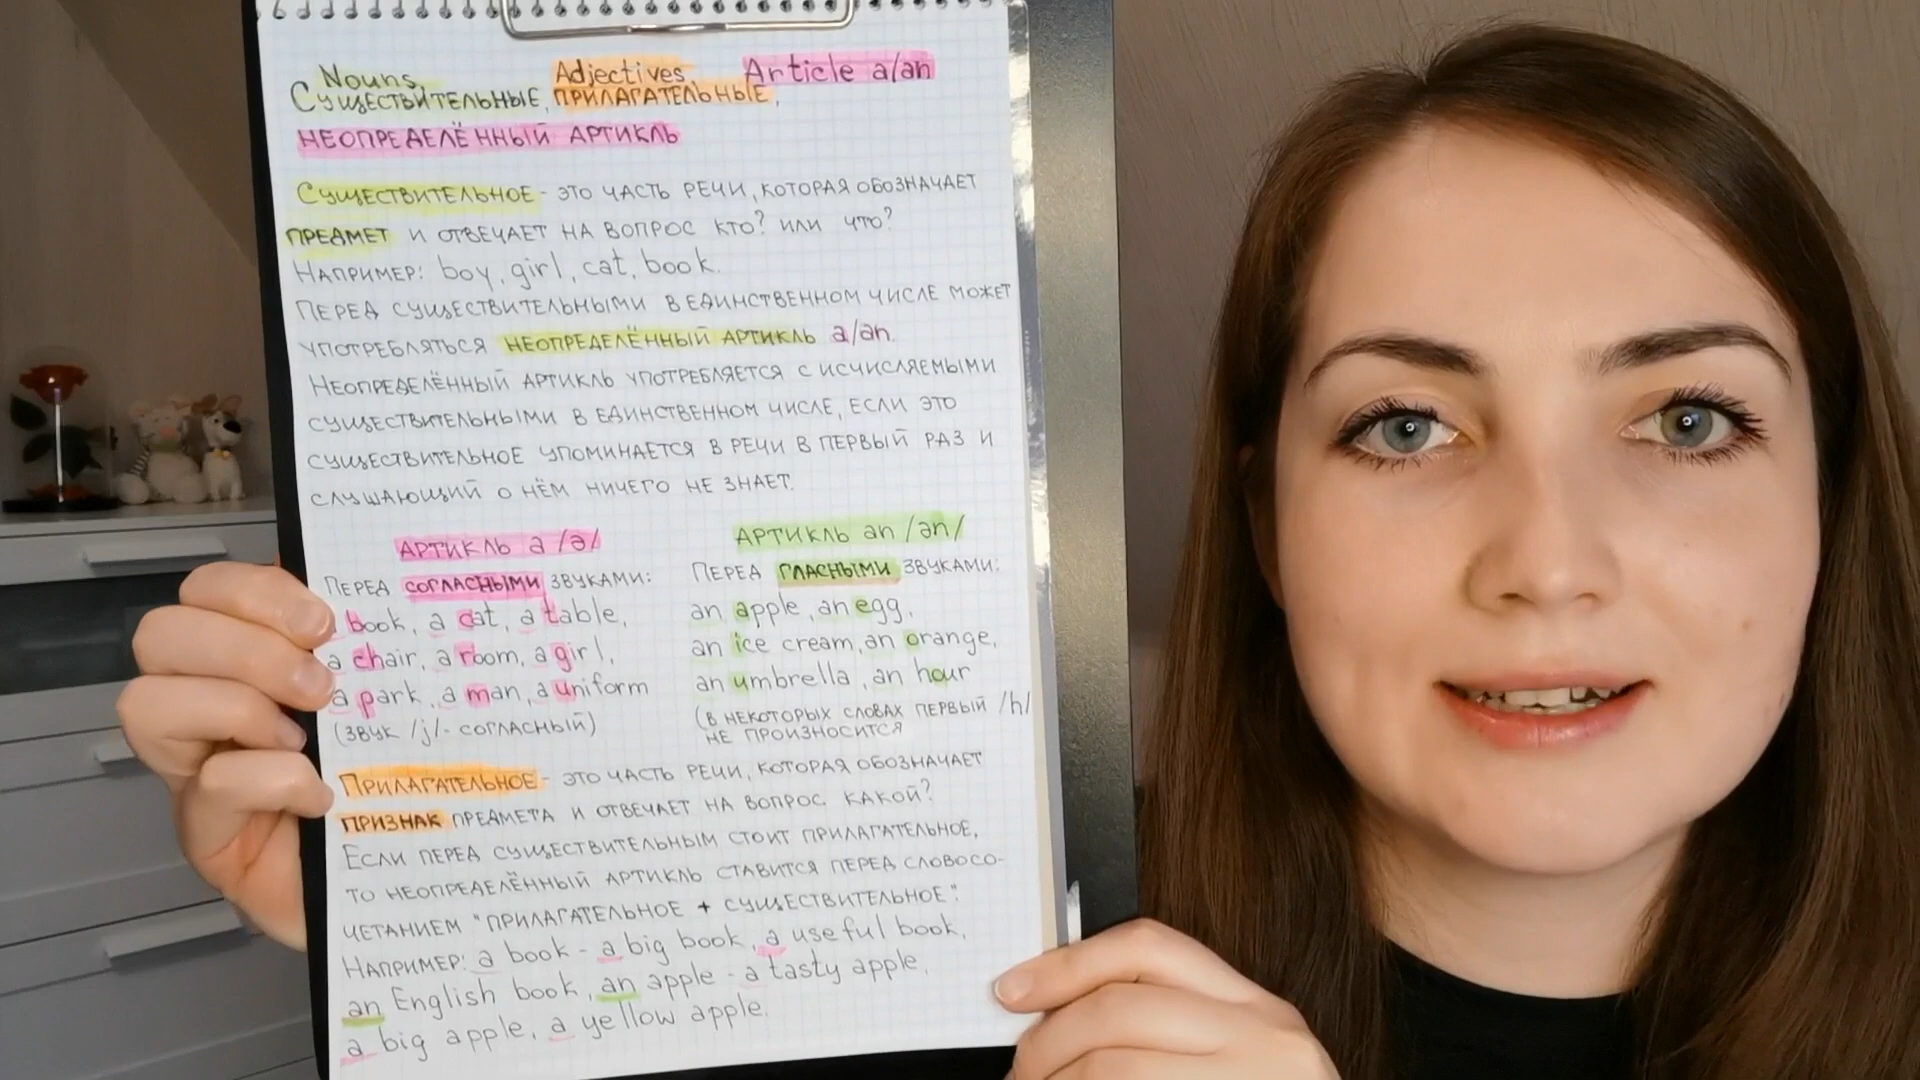 Nouns, Adjectives, Article a/an
Существительные, прилагательные,
неопределённый артикль
Существительное - это часть речи, которая обозначает
предмет и отвечает на вопрос кто? или что?
Например: boy, girl, cat, book.
Перед существительными в единственном числе может
употребляться неопределённый артикль a/an.
Неопределённый артикль употребляется с исчисляемыми
существительными в единственном числе, если это
существительное упоминается в речи в первый раз и
слушающий о нём ничего не знает.
Артикль a /ə/
Перед согласными звуками:
book, a cat, a table,
a chair, a room, a girl,
a park, a man, a uniform
(звук /j/- согласный)
Артикль an /ən/
Перед гласными звуками:
an apple, an egg,
an ice cream, an orange,
an umbrella, an hour
(в некоторых словах первый /h/
не произносится
Прилагательное - это часть речи, которая обозначает
признак предмета и отвечает на вопрос какой?
Если перед существительным стоит прилагательное,
то неопределённый артикль ставится перед словосо-
четанием "прилагательное + существительное".
Например: a book - a big book, a useful book,
an English book, an apple - a tasty apple,
a big apple, a yellow apple.